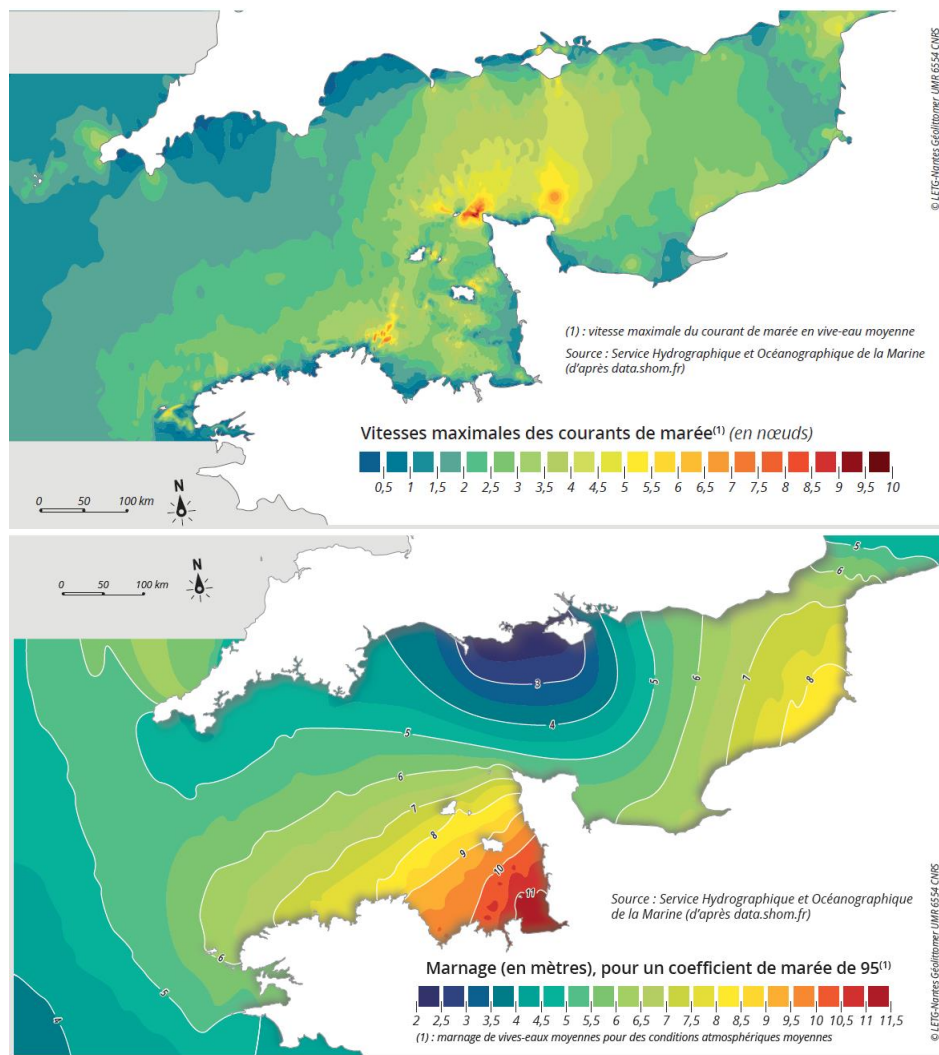 © LETG-Nantes Géolittomer UMR 6554 CNRS
(1) : vitesse maximale du courant de marée en vive-eau moyenne
Source : Service Hydrographique et Océanographique de la Marine
(d'après data.shom.fr)
Vitesses maximales des courants de marée(1) (en nœuds)
0,5 1 1,5 2 2,5 3 3,5 4 4,5 5 5,5 6 6,5 7 7,5 8 8,5 9 9,5 10
0 50 100 km
N
N
0 50 100 km
5
6
3
4
5
6
7
8
5
6
7
8
9
10
11
6
5
4
Source : Service Hydrographique et Océanographique
de la Marine (d'après data.shom.fr)
Marnage (en mètres), pour un coefficient de marée de 95(1)
2 2,5 3 3,5 4 4,5 5 5,5 6 6,5 7 7,5 8 8,5 9 9,5 10 10,5 11 11,5
(1) : marnage de vives-eaux moyennes pour des conditions atmosphériques moyennes
© LETG-Nantes Géolittomer UMR 6554 CNRS